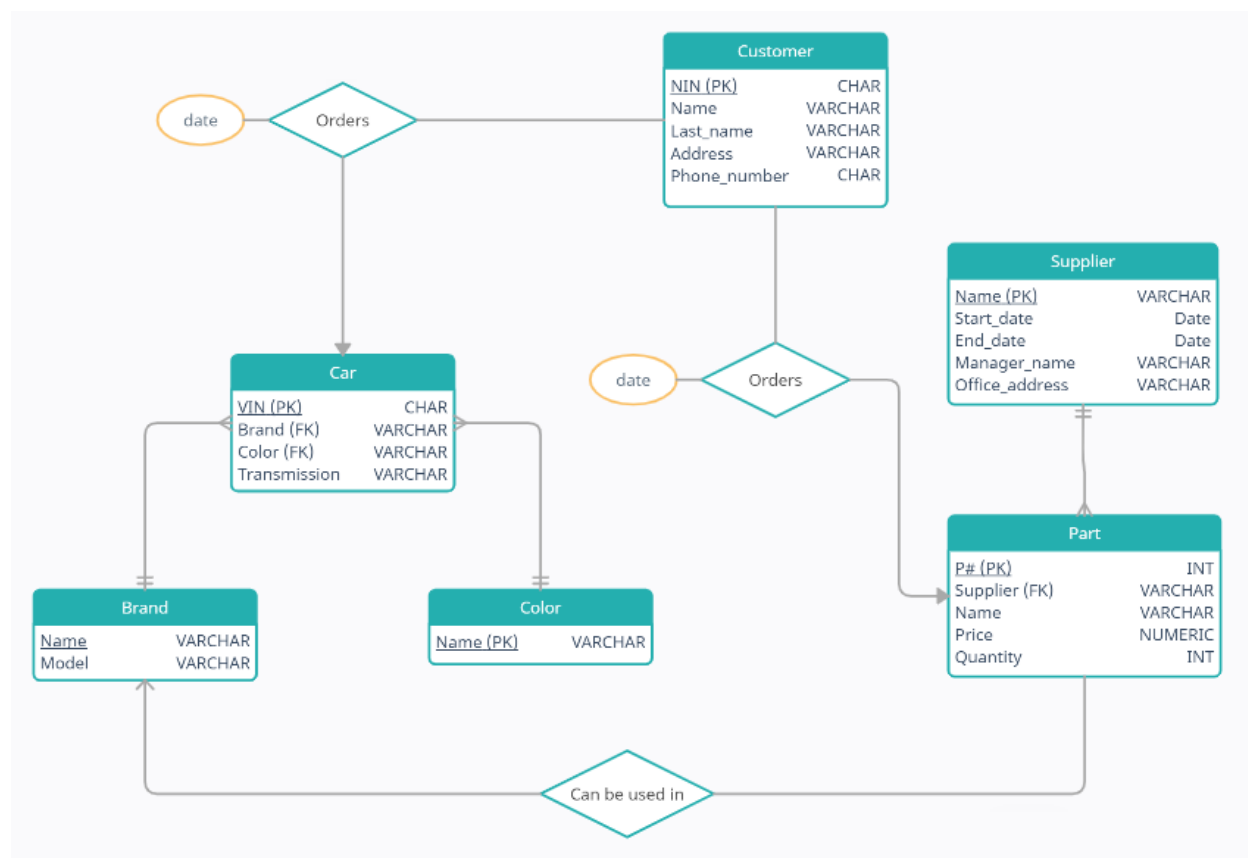 Customer
NIN (PK) CHAR
Name VARCHAR
Last_name VARCHAR
Address VARCHAR
Phone_number CHAR
date
Orders
Supplier
Name (PK) VARCHAR
Start_date Date
End_date Date
Manager_name VARCHAR
Office_address VARCHAR
Car
VIN (PK) CHAR
Brand (FK) VARCHAR
Color (FK) VARCHAR
Transmission VARCHAR
date
Orders
Part
P# (PK) INT
Supplier (FK) VARCHAR
Name VARCHAR
Price NUMERIC
Quantity INT
Brand
Name VARCHAR
Model VARCHAR
Color
Name (PK) VARCHAR
Can be used in